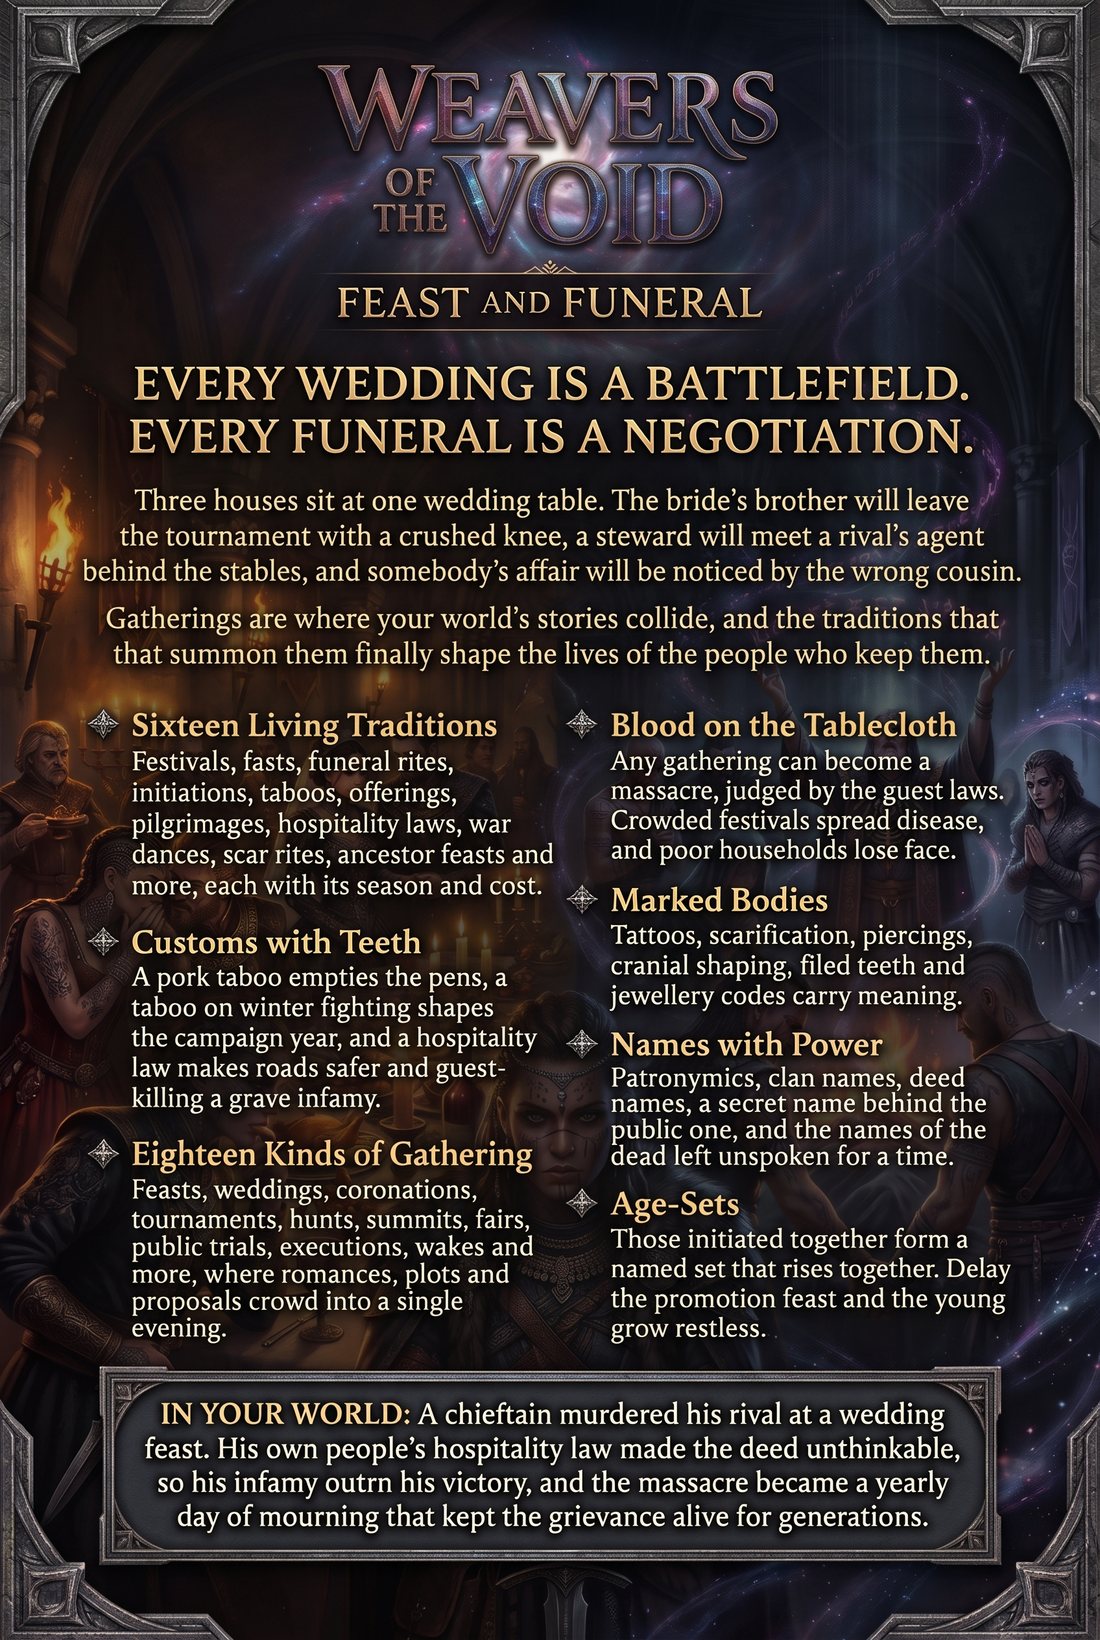 WEAVERS
OF THE VOID
FEAST AND FUNERAL
EVERY WEDDING IS A BATTLEFIELD.
EVERY FUNERAL IS A NEGOTIATION.
Three houses sit at one wedding table. The bride's brother will leave
the tournament with a crushed knee, a steward will meet a rival's agent
behind the stables, and somebody's affair will be noticed by the wrong cousin.
Gatherings are where your world's stories collide, and the traditions that
that summon them finally shape the lives of the people who keep them.
Sixteen Living Traditions
Festivals, fasts, funeral rites,
initiations, taboos, offerings,
pilgrimages, hospitality laws, war
dances, scar rites, ancestor feasts and
more, each with its season and cost.
Customs with Teeth
A pork taboo empties the pens, a
taboo on winter fighting shapes
the campaign year, and a hospitality
law makes roads safer and guest-
killing a grave infamy.
Eighteen Kinds of Gathering
Feasts, weddings, coronations,
tournaments, hunts, summits, fairs,
public trials, executions, wakes and
more, where romances, plots and
proposals crowd into a single
evening.
Blood on the Tablecloth
Any gathering can become a
massacre, judged by the guest laws.
Crowded festivals spread disease,
and poor households lose face.
Marked Bodies
Tattoos, scarification, piercings,
cranial shaping, filed teeth and
jewellery codes carry meaning.
Names with Power
Patronymics, clan names, deed
names, a secret name behind the
public one, and the names of the
dead left unspoken for a time.
Age-Sets
Those initiated together form a
named set that rises together. Delay
the promotion feast and the young
grow restless.
IN YOUR WORLD: A chieftain murdered his rival at a wedding
feast. His own people's hospitality law made the deed unthinkable,
so his infamy outrn his victory, and the massacre became a yearly
day of mourning that kept the grievance alive for generations.